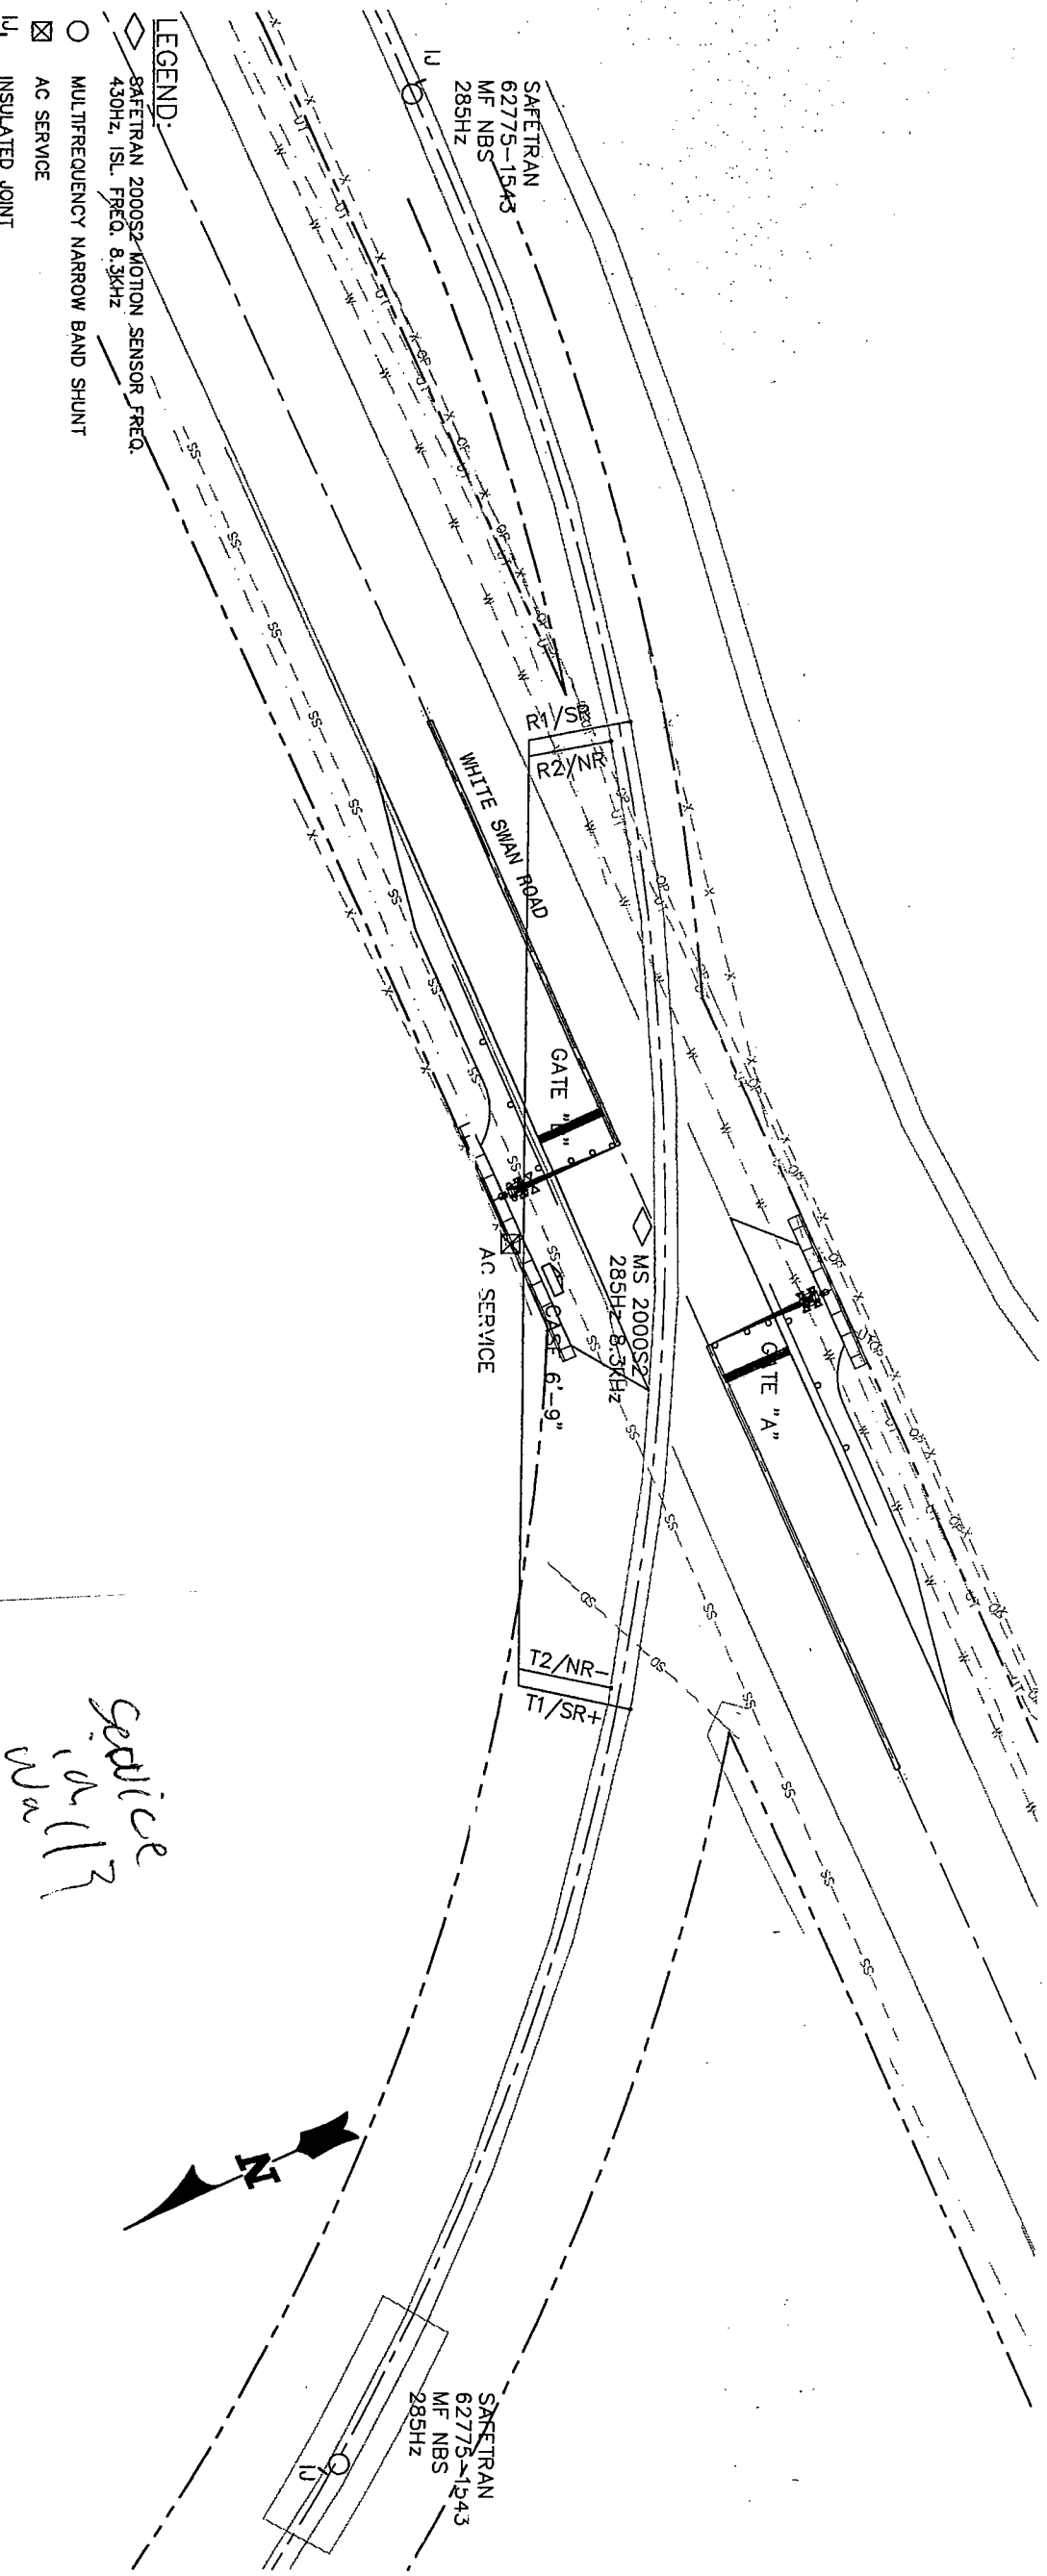 SAFETRAN
62775-1543
MF NBS
285Hz
IJ
LEGEND:
SAFETRAN 2000S2 MOTION SENSOR FREQ.
430Hz, ISL. FREQ. 8.3KHz
MULTIFREQUENCY NARROW BAND SHUNT
AC SERVICE
IJ, INSULATED JOINT
R2/NR
WHITE SWAN ROAD
GATE
MS 2000S2
285Hz 8.3KHz
CASE 6'-9"
AC SERVICE
GATE "A"
T2/NR-
T1/SR+
Service
N
SAFETRAN
62775-1543
MF NBS
285Hz
IJ